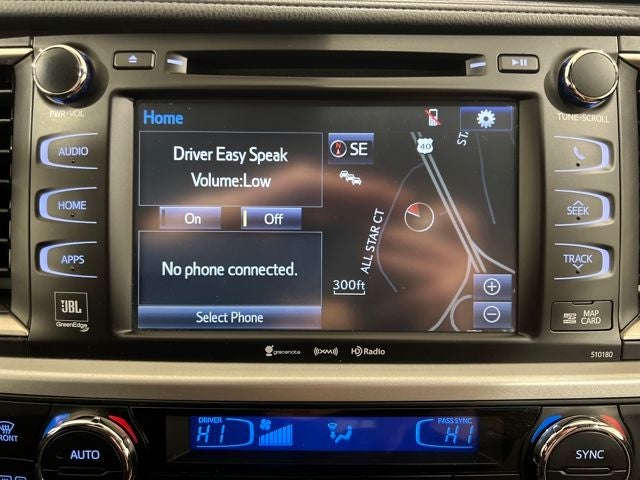 PWR•VOL
TUNE•SCROLL
Home
AUDIO
HOME
APPS
Driver Easy Speak
Volume:Low
On
Off
No phone connected.
Select Phone
SE
40
ALL STAR CT
300ft
SEEK
TRACK
MAP
CARD
JBL
GreenEdge
gracenote
((XM))
HD Radio
510180
FRONT
AUTO
DRIVER
HI
PASS SYNC
HI
SYNC